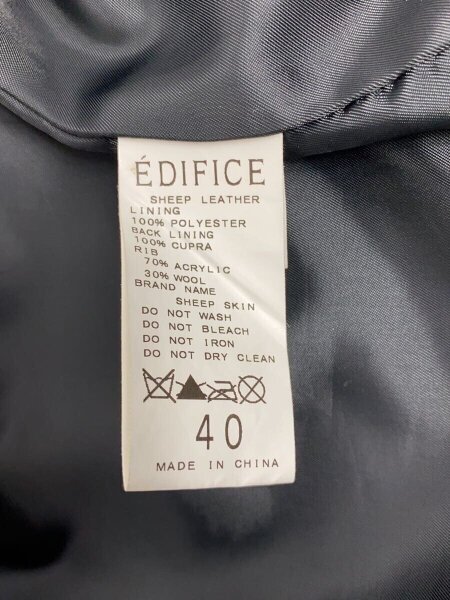 ÉDIFICE
SHEEP LEATHER
LINING
100% POLYESTER
BACK LINING
100% CUPRA
RIB
70% ACRYLIC
30% WOOL
BRAND NAME
SHEEP SKIN
DO NOT WASH
DO NOT BLEACH
DO NOT IRON
DO NOT DRY CLEAN
40
MADE IN CHINA